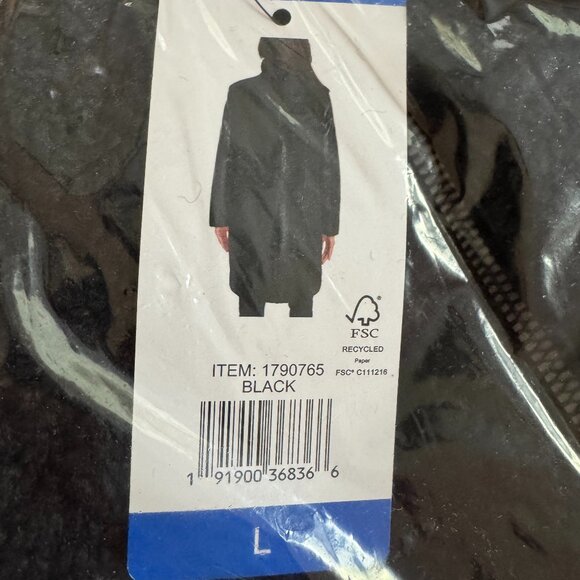 FSC
RECYCLED
Paper
FSC® C111216
ITEM: 1790765
BLACK
1 91900 36836 6
L